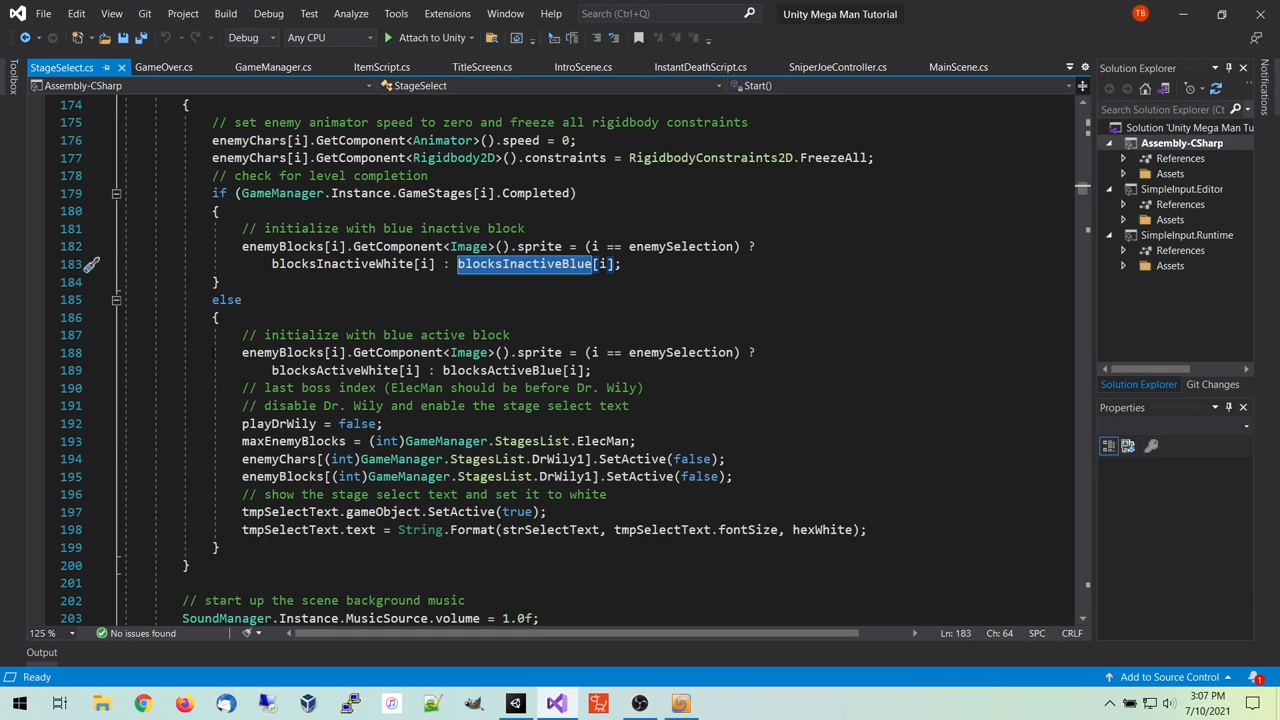 File Edit View Git Project Build Debug Test Analyze Tools Extensions Window Help Search (Ctrl+Q) Unity Mega Man Tutorial TB
Debug Any CPU Attach to Unity
StageSelect.cs GameOver.cs GameManager.cs ItemScript.cs TitleScreen.cs IntroScene.cs InstantDeathScript.cs SniperJoeController.cs MainScene.cs
Assembly-CSharp StageSelect Start()
174 {
175 // set enemy animator speed to zero and freeze all rigidbody constraints
176 enemyChars[i].GetComponent<Animator>().speed = 0;
177 enemyChars[i].GetComponent<Rigidbody2D>().constraints = RigidbodyConstraints2D.FreezeAll;
178 // check for level completion
179 if (GameManager.Instance.GameStages[i].Completed)
180 {
181 // initialize with blue inactive block
182 enemyBlocks[i].GetComponent<Image>().sprite = (i == enemySelection) ?
183 blocksInactiveWhite[i] : blocksInactiveBlue[i];
184 }
185 else
186 {
187 // initialize with blue active block
188 enemyBlocks[i].GetComponent<Image>().sprite = (i == enemySelection) ?
189 blocksActiveWhite[i] : blocksActiveBlue[i];
190 // last boss index (ElecMan should be before Dr. Wily)
191 // disable Dr. Wily and enable the stage select text
192 playDrWily = false;
193 maxEnemyBlocks = (int)GameManager.StagesList.ElecMan;
194 enemyChars[(int)GameManager.StagesList.DrWily1].SetActive(false);
195 enemyBlocks[(int)GameManager.StagesList.DrWily1].SetActive(false);
196 // show the stage select text and set it to white
197 tmpSelectText.gameObject.SetActive(true);
198 tmpSelectText.text = String.Format(strSelectText, tmpSelectText.fontSize, hexWhite);
199 }
200 }
201
202 // start up the scene background music
203 SoundManager.Instance.MusicSource.volume = 1.0f;
125 % No issues found Ln: 183 Ch: 64 SPC CRLF
Output
Ready Add to Source Control 1
Toolbox
Solution Explorer
Search Solution Explorer (Ct
Solution 'Unity Mega Man Tu
Assembly-CSharp
References
Assets
SimpleInput.Editor
References
Assets
SimpleInput.Runtime
References
Assets
Solution Explorer Git Changes
Properties
Notifications
3:07 PM
7/10/2021